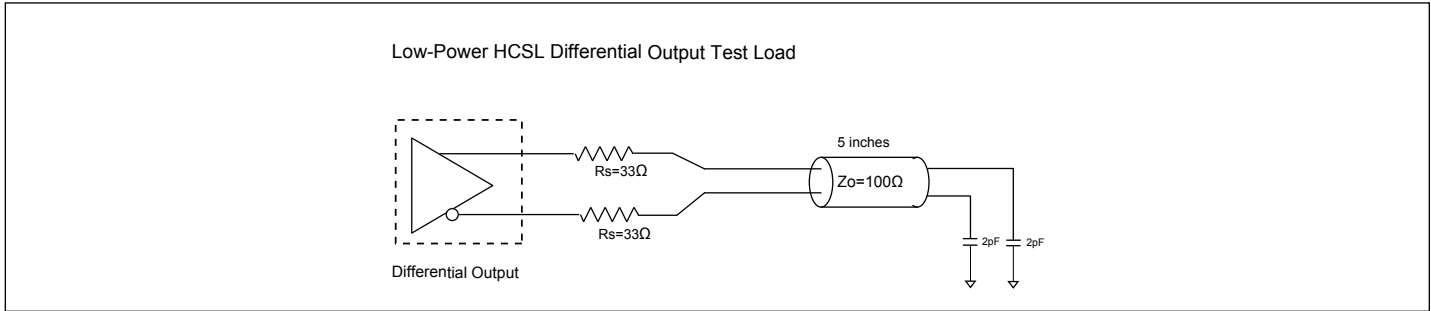 Low-Power HCSL Differential Output Test Load
5 inches
Rs=33Ω
Zo=100Ω
Rs=33Ω
2pF
2pF
Differential Output